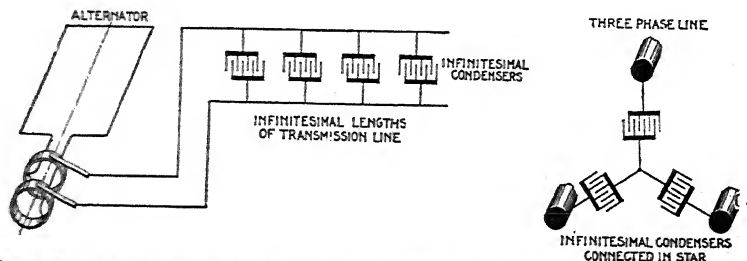 ALTERNATOR
INFINITESIMAL
CONDENSERS
INFINITESIMAL LENGTHS
OF TRANSMISSION LINE
THREE PHASE LINE
INFINITESIMAL CONDENSERS
CONNECTED IN STAR